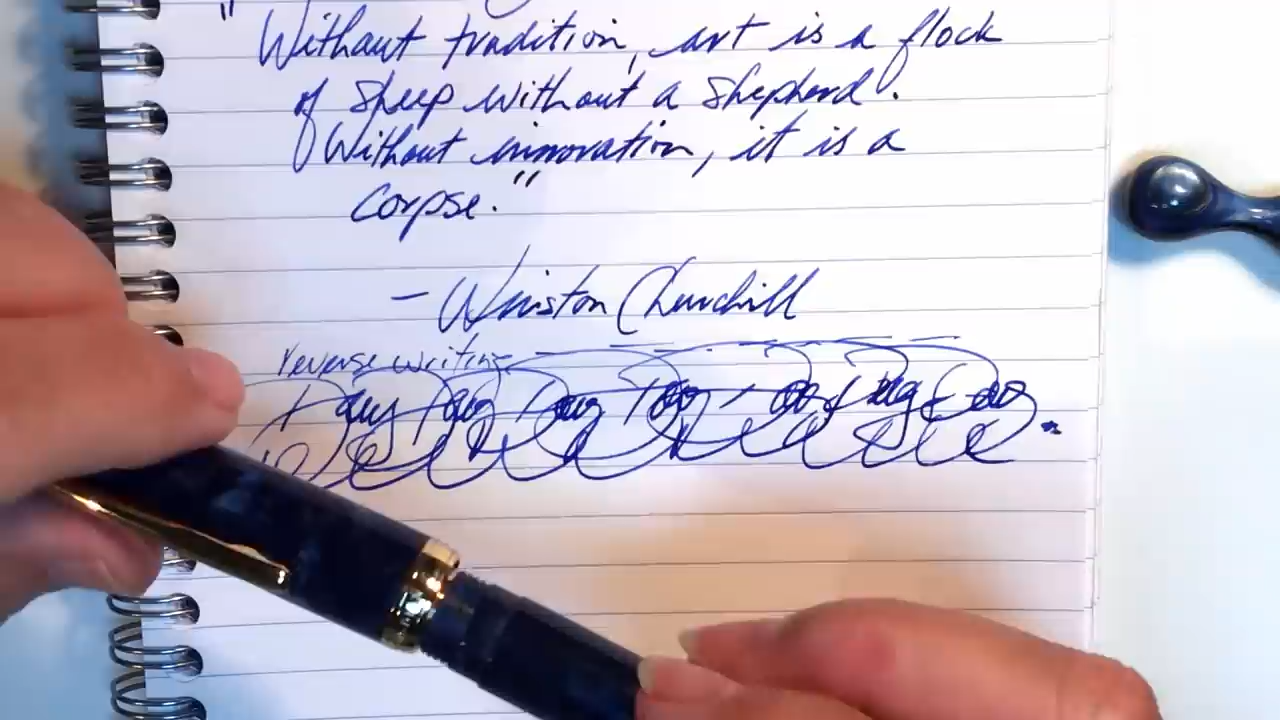 "Without tradition, art is a flock
of sheep without a shepherd.
Without innovation, it is a
corpse."
- Winston Churchill
reverse writing